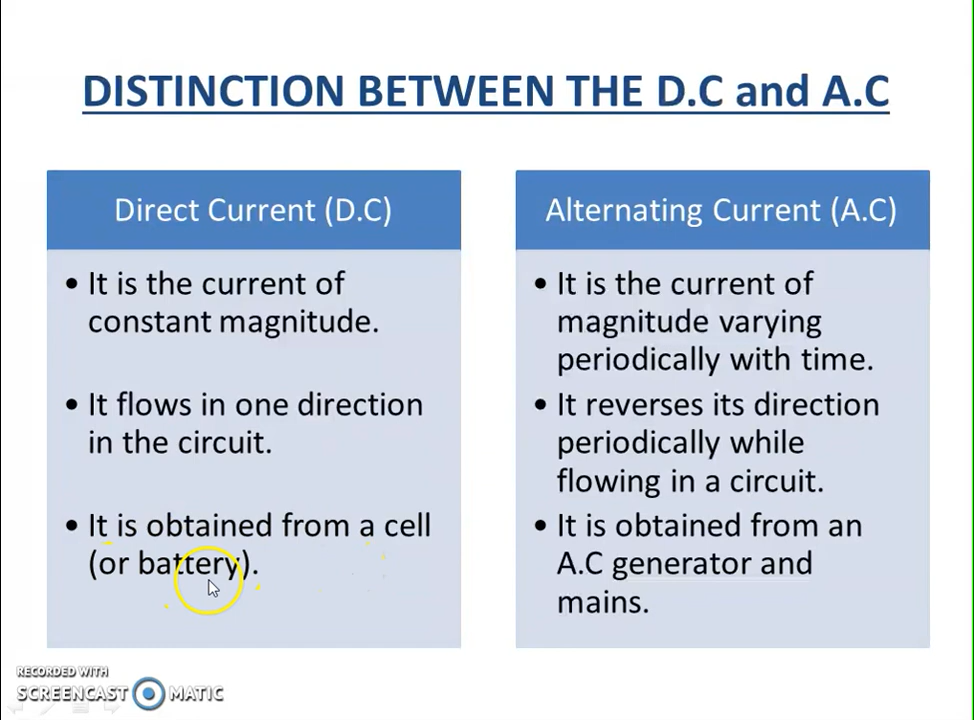 DISTINCTION BETWEEN THE D.C and A.C
Direct Current (D.C)
• It is the current of
constant magnitude.
• It flows in one direction
in the circuit.
• It is obtained from a cell
(or battery).
Alternating Current (A.C)
• It is the current of
magnitude varying
periodically with time.
• It reverses its direction
periodically while
flowing in a circuit.
• It is obtained from an
A.C generator and
mains.
RECORDED WITH
SCREENCAST MATIC